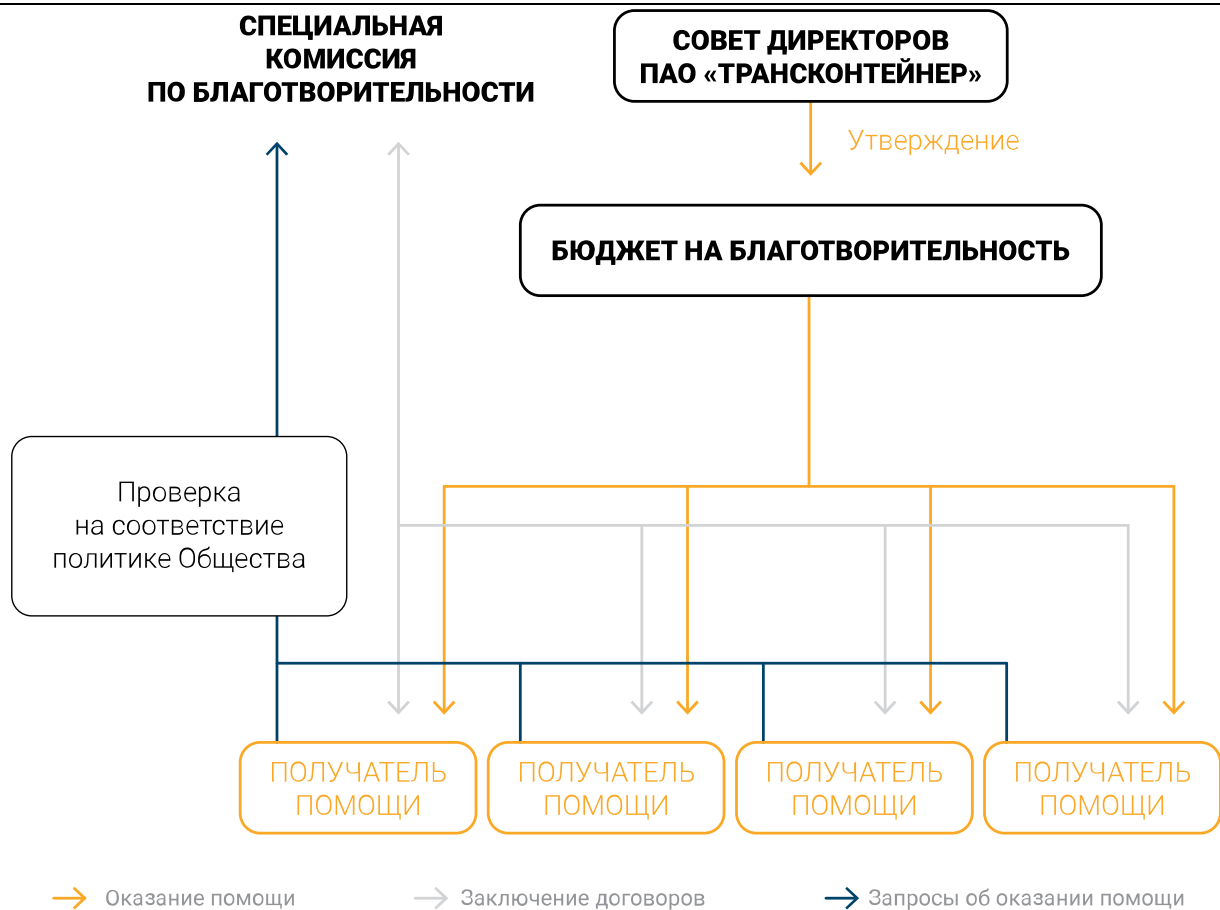 СПЕЦИАЛЬНАЯ
КОМИССИЯ
ПО БЛАГОТВОРИТЕЛЬНОСТИ
СОВЕТ ДИРЕКТОРОВ
ПАО «ТРАНСКОНТЕЙНЕР»
Утверждение
БЮДЖЕТ НА БЛАГОТВОРИТЕЛЬНОСТЬ
Проверка
на соответствие
политике Общества
ПОЛУЧАТЕЛЬ
ПОМОЩИ
ПОЛУЧАТЕЛЬ
ПОМОЩИ
ПОЛУЧАТЕЛЬ
ПОМОЩИ
ПОЛУЧАТЕЛЬ
ПОМОЩИ
Оказание помощи
Заключение договоров
Запросы об оказании помощи